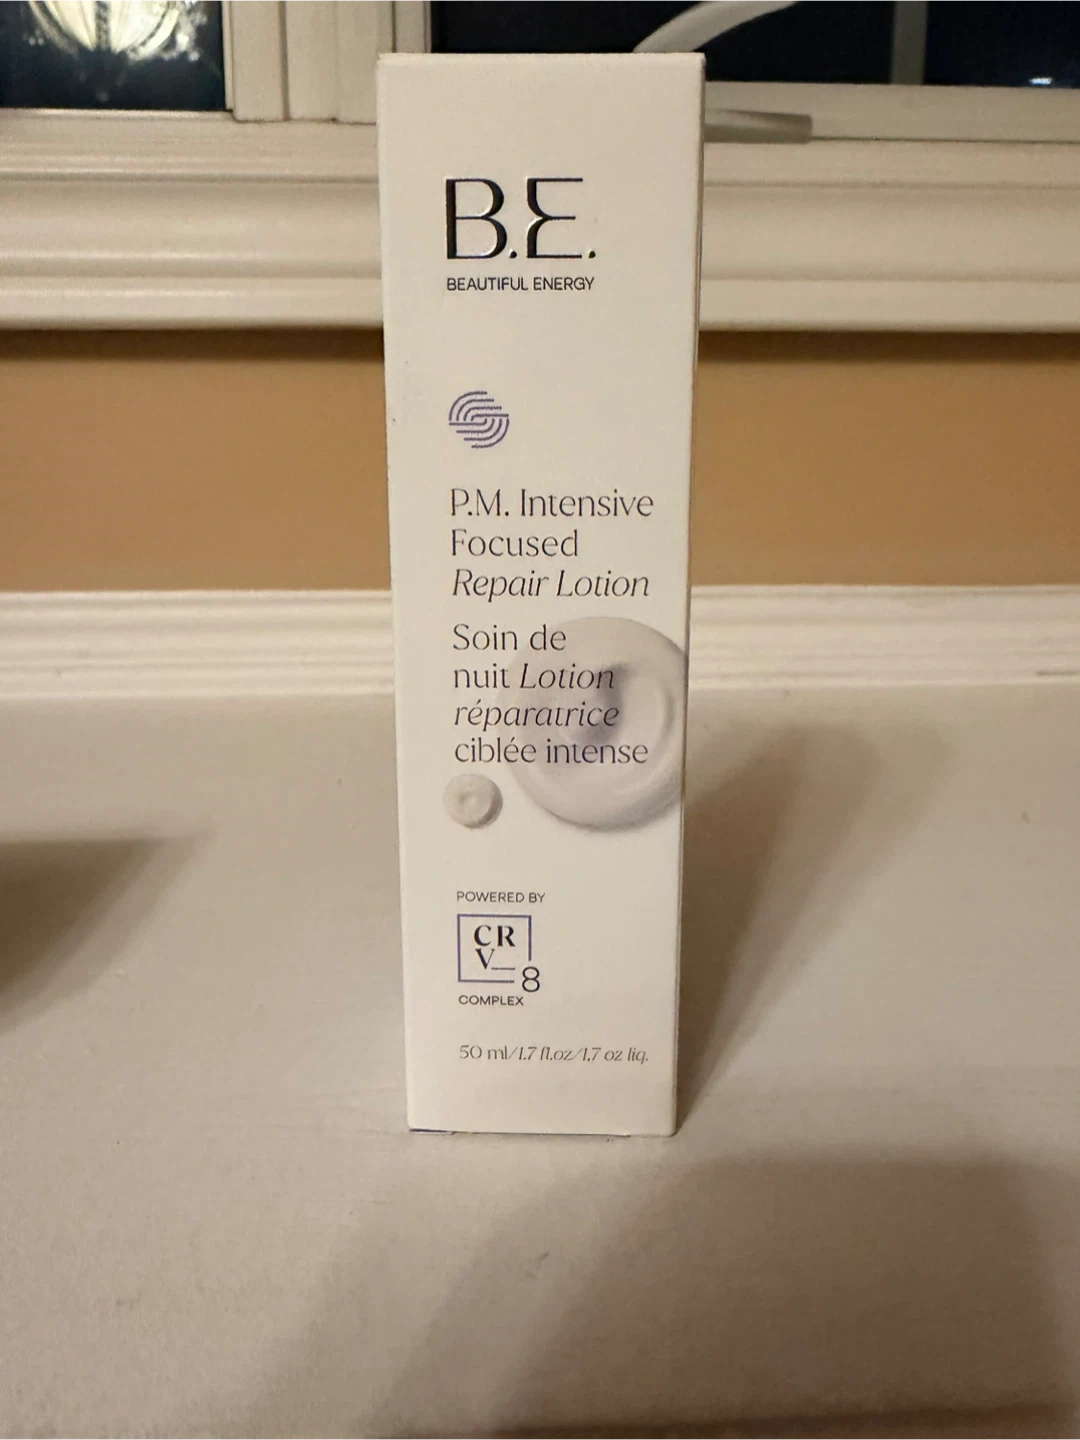 B.E.
BEAUTIFUL ENERGY
P.M. Intensive
Focused
Repair Lotion
Soin de
nuit Lotion
réparatrice
ciblée intense
POWERED BY
CR
V_8
COMPLEX
50 ml/1.7 fl.oz/1,7 oz liq.